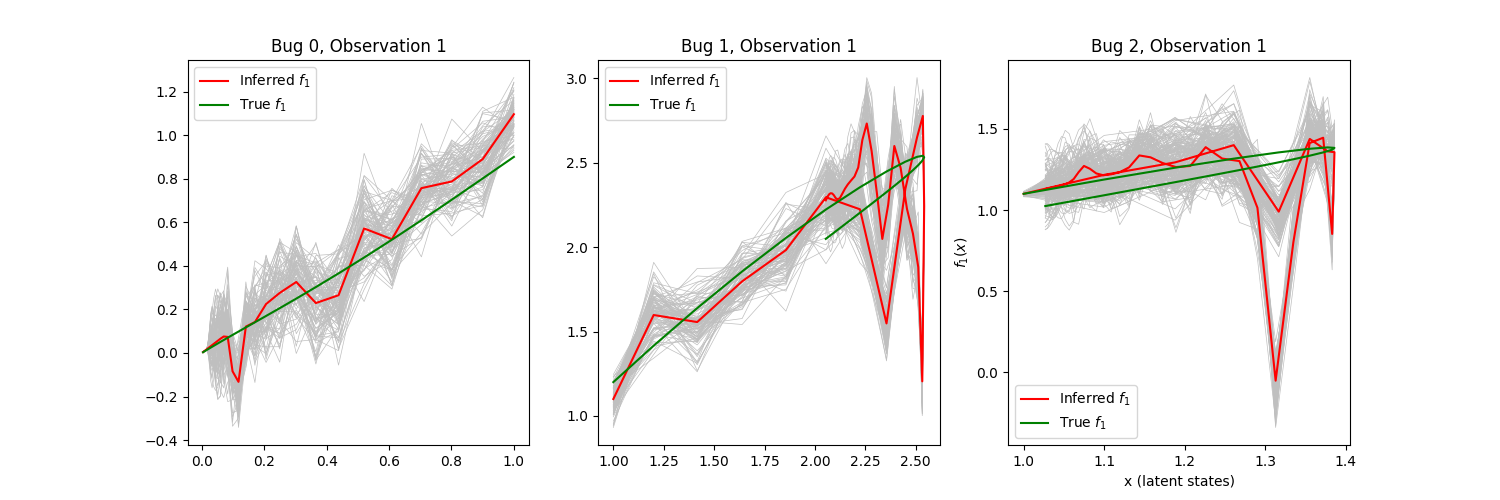 Bug 0, Observation 1
Inferred f₁
True f₁
1.2
1.0
0.8
0.6
0.4
0.2
0.0
−0.2
−0.4
0.0 0.2 0.4 0.6 0.8 1.0
Bug 1, Observation 1
Inferred f₁
True f₁
3.0
2.5
2.0
1.5
1.0
1.00 1.25 1.50 1.75 2.00 2.25 2.50
Bug 2, Observation 1
f₁(x)
1.5
1.0
0.5
0.0
Inferred f₁
True f₁
1.0 1.1 1.2 1.3 1.4
x (latent states)